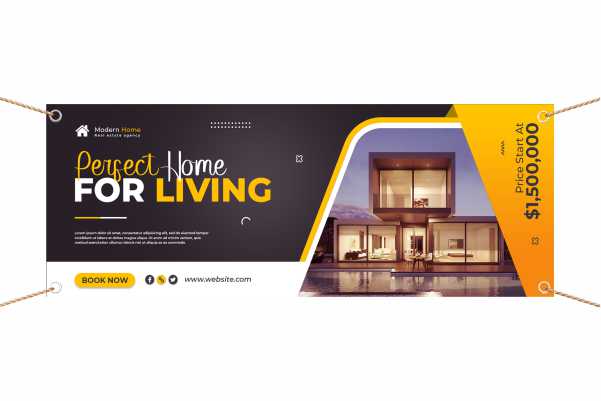 Modern Home
Real estate agency
Perfect Home
FOR LIVING
BOOK NOW
www.website.com
Price Start At
$1,500,000